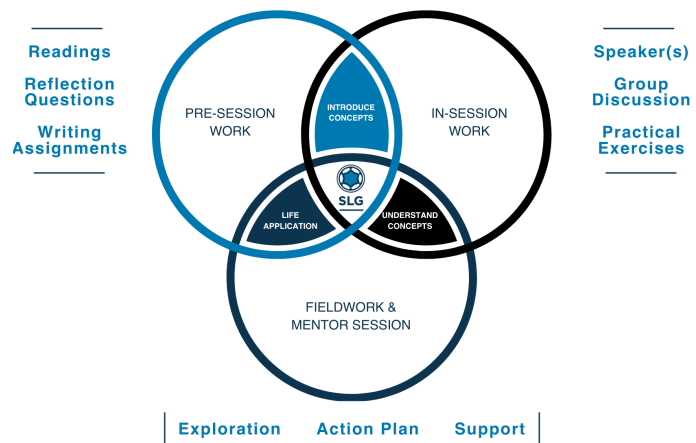 Readings
Reflection
Questions
Writing
Assignments
PRE-SESSION
WORK
INTRODUCE
CONCEPTS
IN-SESSION
WORK
Speaker(s)
Group
Discussion
Practical
Exercises
SLG
LIFE
APPLICATION
UNDERSTAND
CONCEPTS
FIELDWORK &
MENTOR SESSION
Exploration Action Plan Support